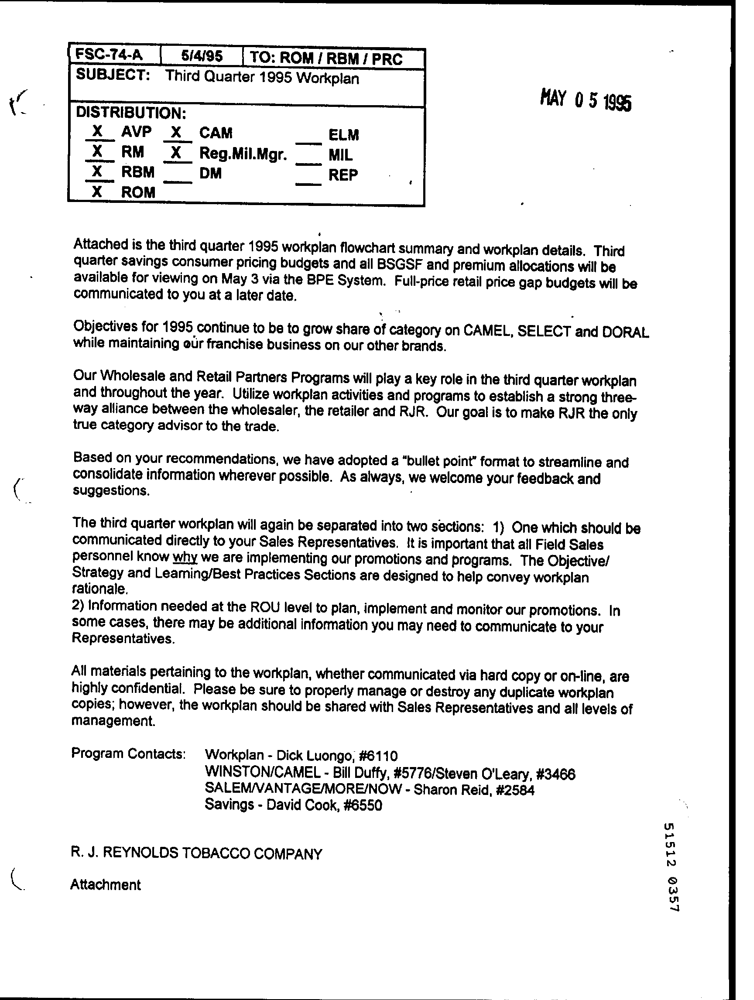 FSC-74-A 5/4/95 TO: ROM / RBM / PRC
SUBJECT: Third Quarter 1995 Workplan
MAY 05 1995
DISTRIBUTION:
X AVP X CAM ___ ELM
X RM X Reg.Mil.Mgr. ___ MIL
X RBM ___ DM ___ REP
X ROM
Attached is the third quarter 1995 workplan flowchart summary and workplan details. Third
quarter savings consumer pricing budgets and all BSGSF and premium allocations will be
available for viewing on May 3 via the BPE System. Full-price retail price gap budgets will be
communicated to you at a later date.
Objectives for 1995 continue to be to grow share of category on CAMEL, SELECT and DORAL
while maintaining our franchise business on our other brands.
Our Wholesale and Retail Partners Programs will play a key role in the third quarter workplan
and throughout the year. Utilize workplan activities and programs to establish a strong three-
way alliance between the wholesaler, the retailer and RJR. Our goal is to make RJR the only
true category advisor to the trade.
Based on your recommendations, we have adopted a "bullet point" format to streamline and
consolidate information wherever possible. As always, we welcome your feedback and
suggestions.
The third quarter workplan will again be separated into two sections: 1) One which should be
communicated directly to your Sales Representatives. It is important that all Field Sales
personnel know why we are implementing our promotions and programs. The Objective/
Strategy and Learning/Best Practices Sections are designed to help convey workplan
rationale.
2) Information needed at the ROU level to plan, implement and monitor our promotions. In
some cases, there may be additional information you may need to communicate to your
Representatives.
All materials pertaining to the workplan, whether communicated via hard copy or on-line, are
highly confidential. Please be sure to properly manage or destroy any duplicate workplan
copies; however, the workplan should be shared with Sales Representatives and all levels of
management.
Program Contacts: Workplan - Dick Luongo, #6110
WINSTON/CAMEL - Bill Duffy, #5776/Steven O'Leary, #3466
SALEM/VANTAGE/MORE/NOW - Sharon Reid, #2584
Savings - David Cook, #6550
R. J. REYNOLDS TOBACCO COMPANY
Attachment
51512 0357